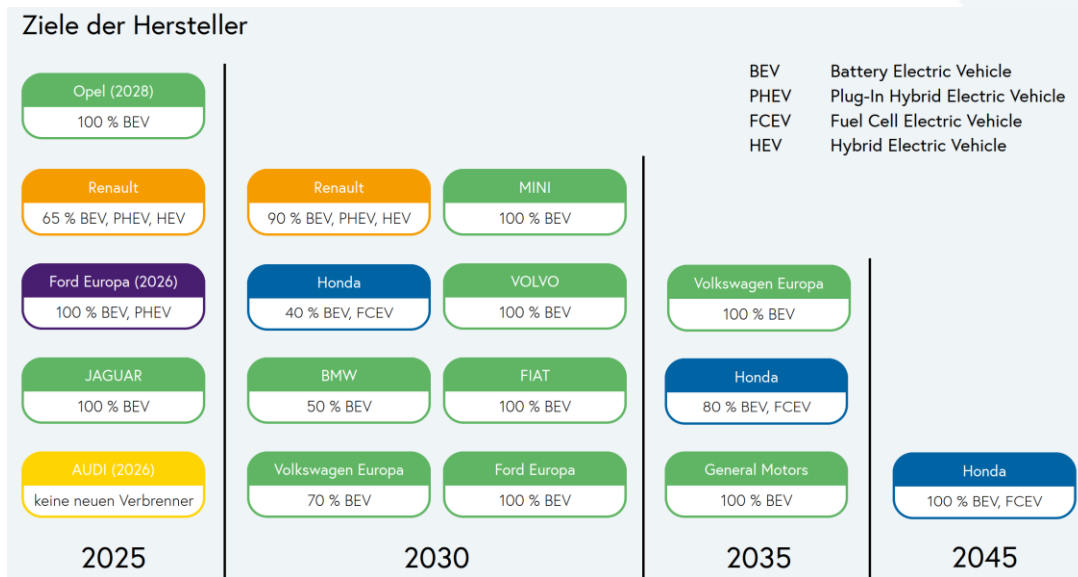 Ziele der Hersteller
BEV Battery Electric Vehicle
PHEV Plug-In Hybrid Electric Vehicle
FCEV Fuel Cell Electric Vehicle
HEV Hybrid Electric Vehicle
Opel (2028)
100 % BEV
Renault
65 % BEV, PHEV, HEV
Ford Europa (2026)
100 % BEV, PHEV
JAGUAR
100 % BEV
AUDI (2026)
keine neuen Verbrenner
2025
Renault
90 % BEV, PHEV, HEV
Honda
40 % BEV, FCEV
BMW
50 % BEV
Volkswagen Europa
70 % BEV
MINI
100 % BEV
VOLVO
100 % BEV
FIAT
100 % BEV
Ford Europa
100 % BEV
2030
Volkswagen Europa
100 % BEV
Honda
80 % BEV, FCEV
General Motors
100 % BEV
2035
Honda
100 % BEV, FCEV
2045